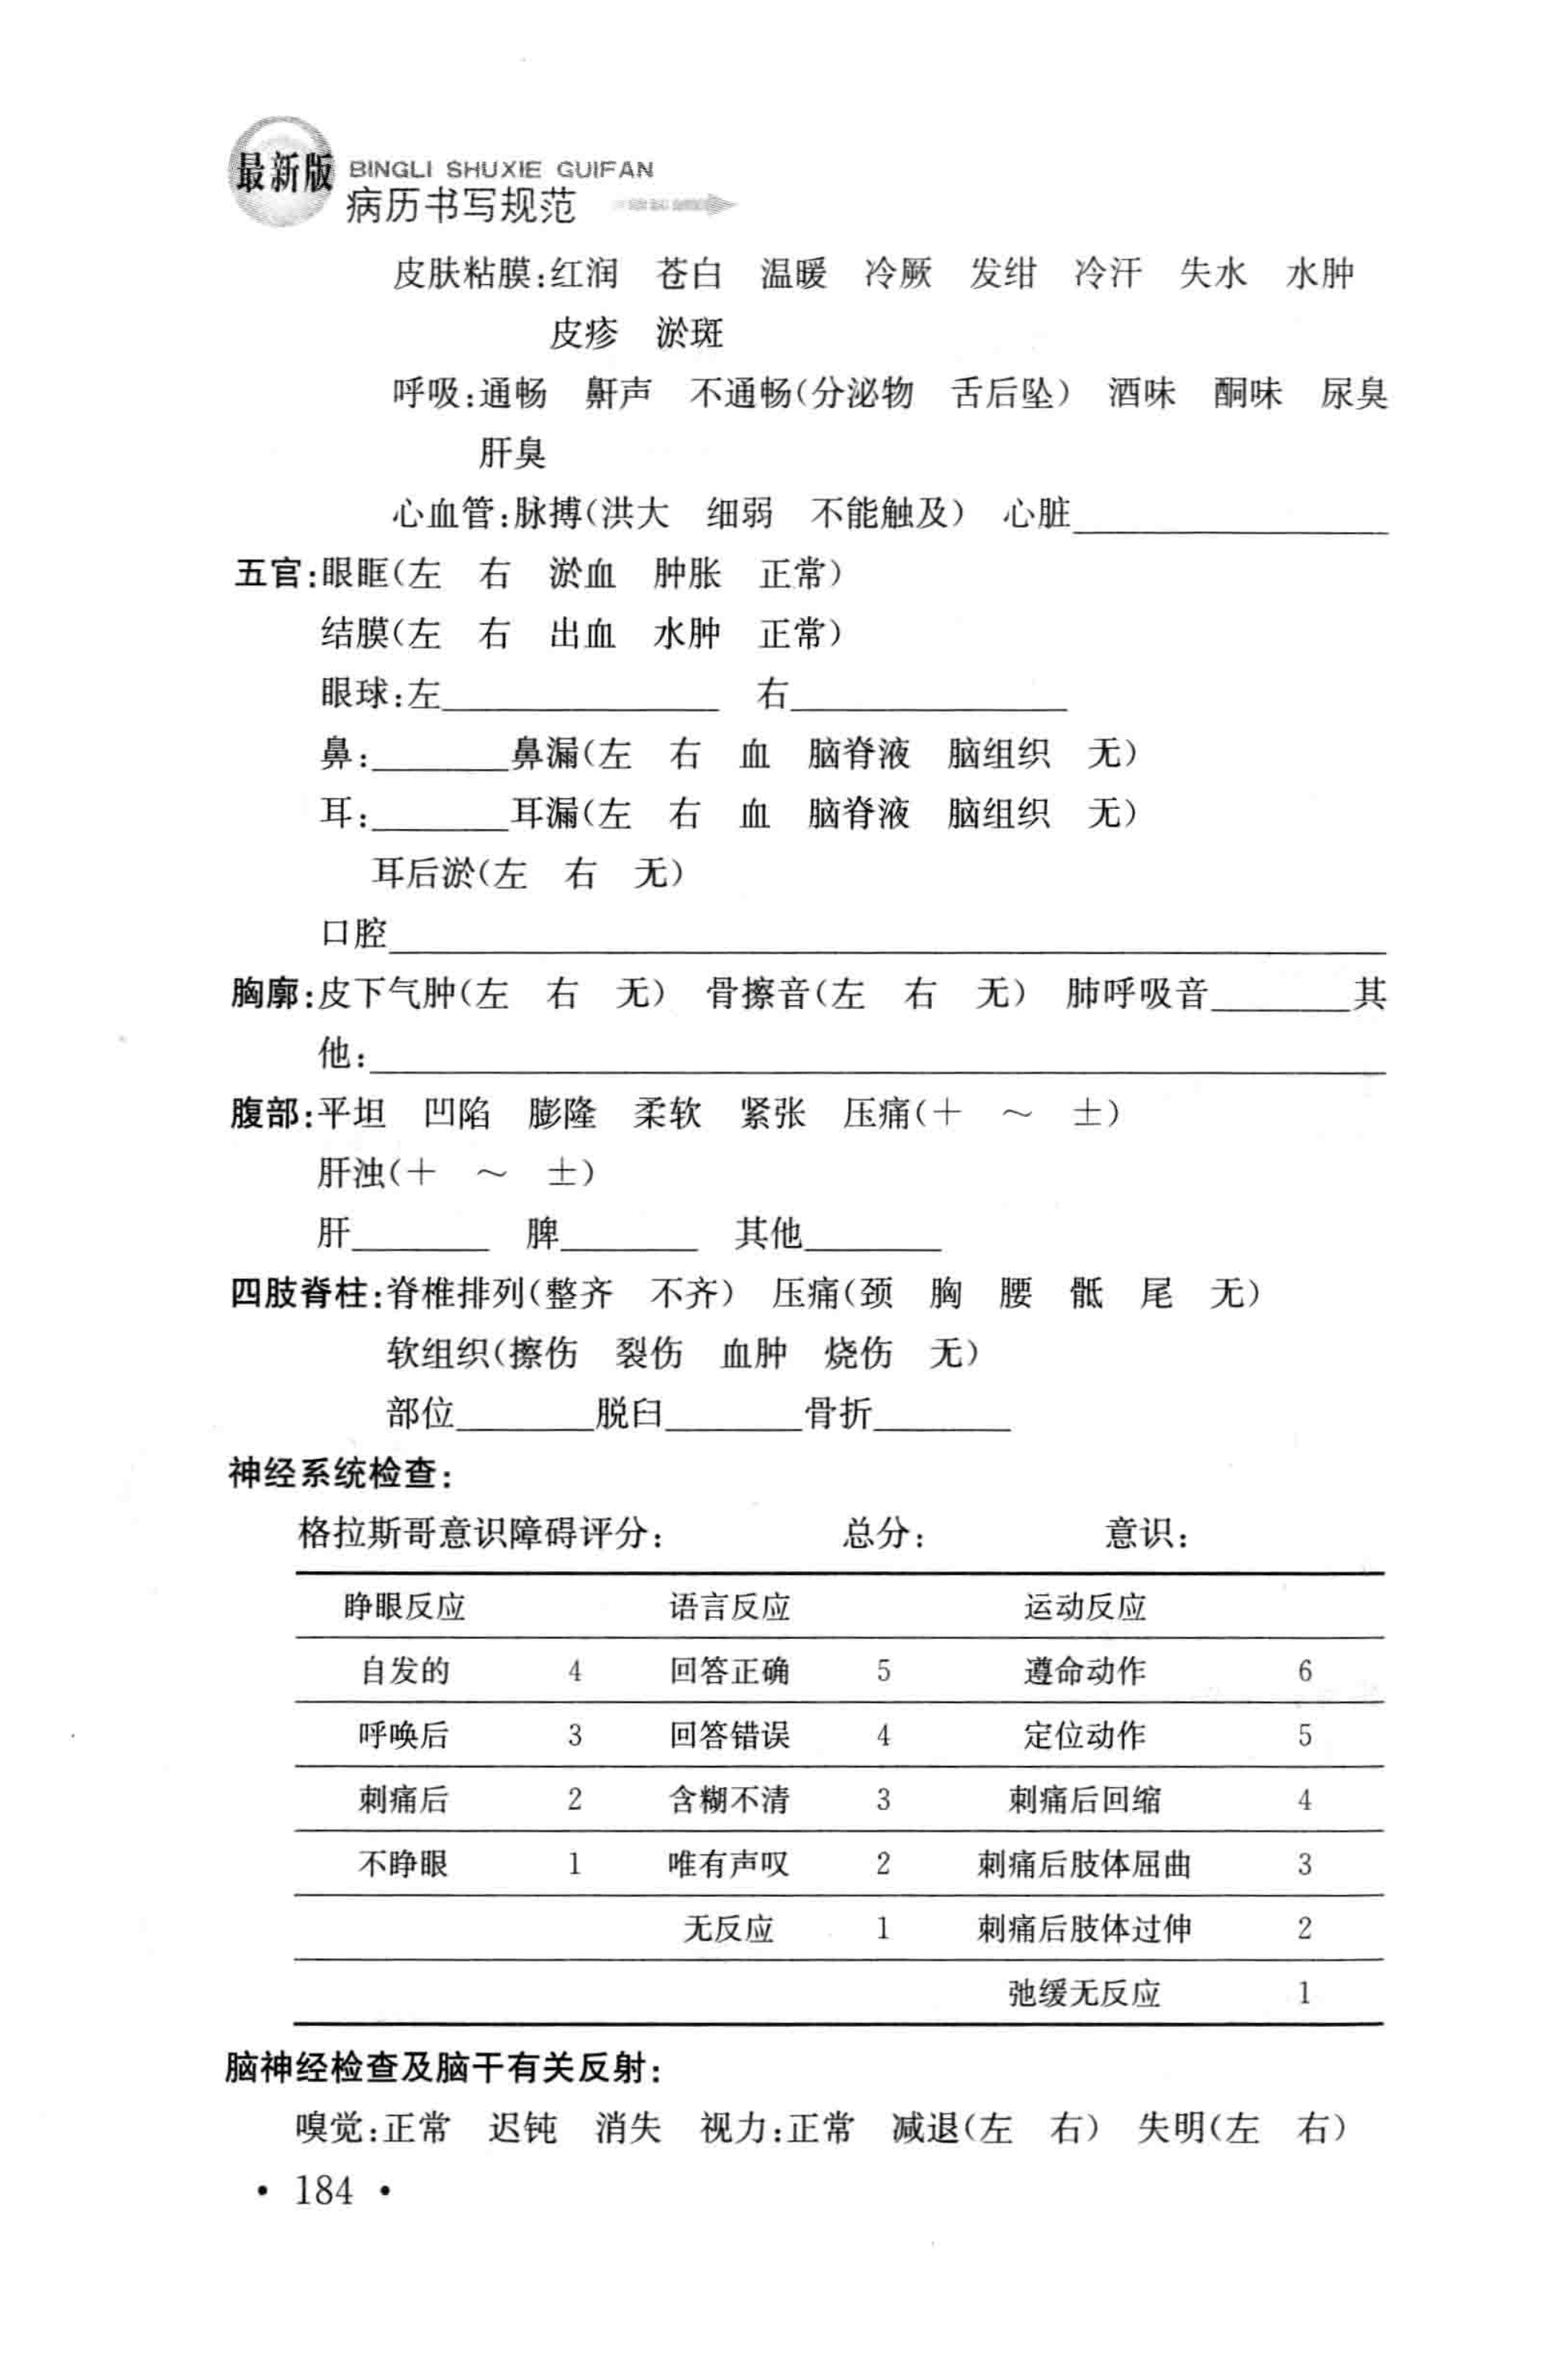 最新版 BINGLI SHUXIE GUIFAN
病历书写规范
皮肤粘膜:红润 苍白 温暖 冷厥 发绀 冷汗 失水 水肿
皮疹 淤斑
呼吸:通畅 鼾声 不通畅(分泌物 舌后坠) 酒味 酮味 尿臭
肝臭
心血管:脉搏(洪大 细弱 不能触及) 心脏_________
五官:眼眶(左 右 淤血 肿胀 正常)
结膜(左 右 出血 水肿 正常)
眼球:左________ 右________
鼻:____鼻漏(左 右 血 脑脊液 脑组织 无)
耳:____耳漏(左 右 血 脑脊液 脑组织 无)
耳后淤(左 右 无)
口腔____________________________
胸廓:皮下气肿(左 右 无) 骨擦音(左 右 无) 肺呼吸音____其
他:____________________________
腹部:平坦 凹陷 膨隆 柔软 紧张 压痛(+ ～ ±)
肝浊(+ ～ ±)
肝____ 脾____ 其他____
四肢脊柱:脊椎排列(整齐 不齐) 压痛(颈 胸 腰 骶 尾 无)
软组织(擦伤 裂伤 血肿 烧伤 无)
部位____脱臼____骨折____
神经系统检查:
格拉斯哥意识障碍评分: 总分: 意识:
睁眼反应 语言反应 运动反应
自发的 4 回答正确 5 遵命动作 6
呼唤后 3 回答错误 4 定位动作 5
刺痛后 2 含糊不清 3 刺痛后回缩 4
不睁眼 1 唯有声叹 2 刺痛后肢体屈曲 3
无反应 1 刺痛后肢体过伸 2
弛缓无反应 1
脑神经检查及脑干有关反射:
嗅觉:正常 迟钝 消失 视力:正常 减退(左 右) 失明(左 右)
· 184 ·